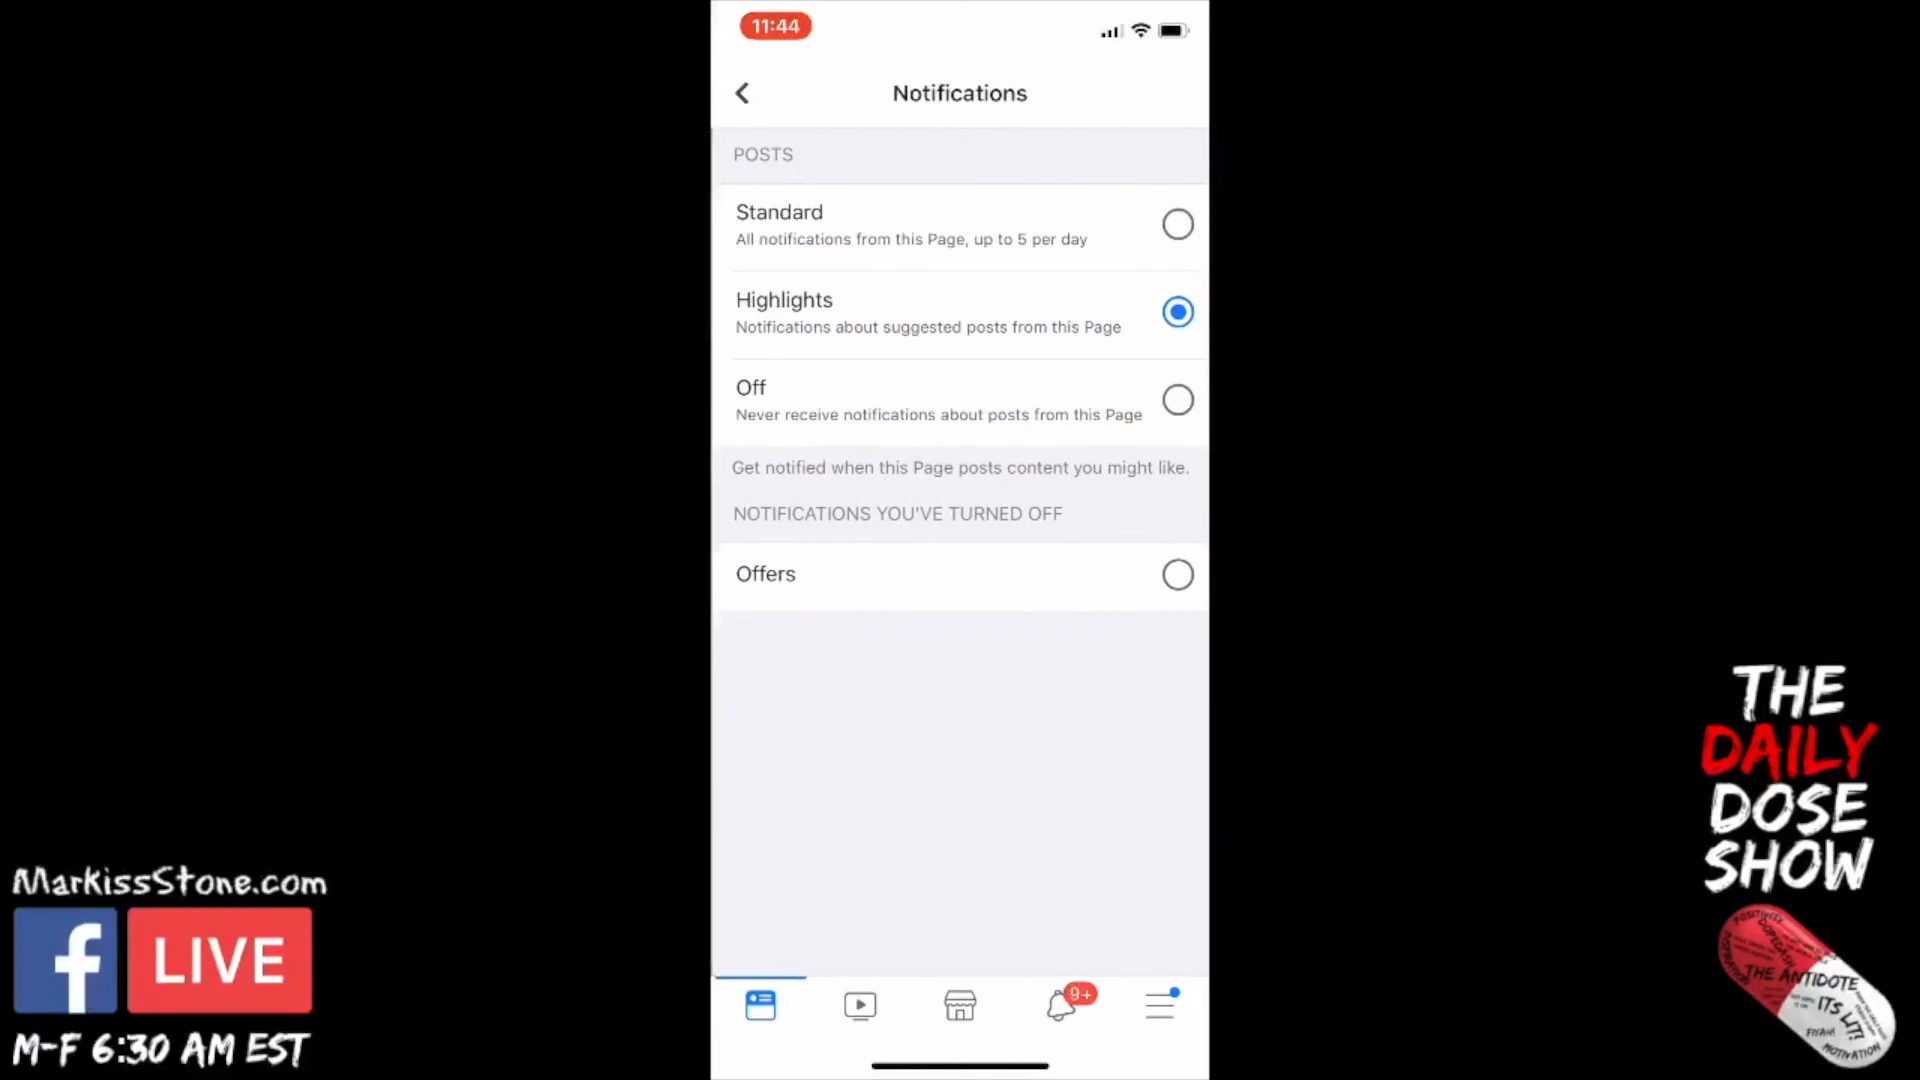 11:44
Notifications
POSTS
Standard
All notifications from this Page, up to 5 per day
Highlights
Notifications about suggested posts from this Page
Off
Never receive notifications about posts from this Page
Get notified when this Page posts content you might like.
NOTIFICATIONS YOU'VE TURNED OFF
Offers
9+
MarkissStone.com
f LIVE
M-F 6:30 AM EST
THE
DAILY
DOSE
SHOW
POSITIVITY
THE ANTIDOTE
ITS LIT!
FIYAH!
MOTIVATION